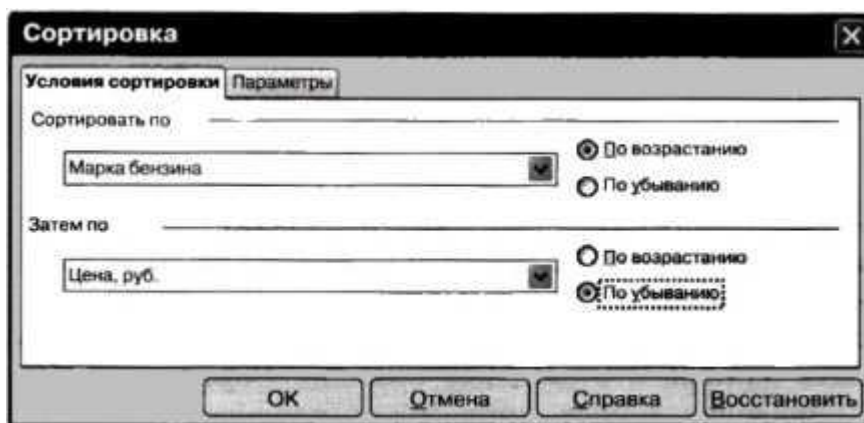 Сортировка
Условия сортировки Параметры
Сортировать по
Марка бензина
По возрастанию
По убыванию
Затем по
Цена, руб.
По возрастанию
По убыванию
ОК Отмена Справка Восстановить